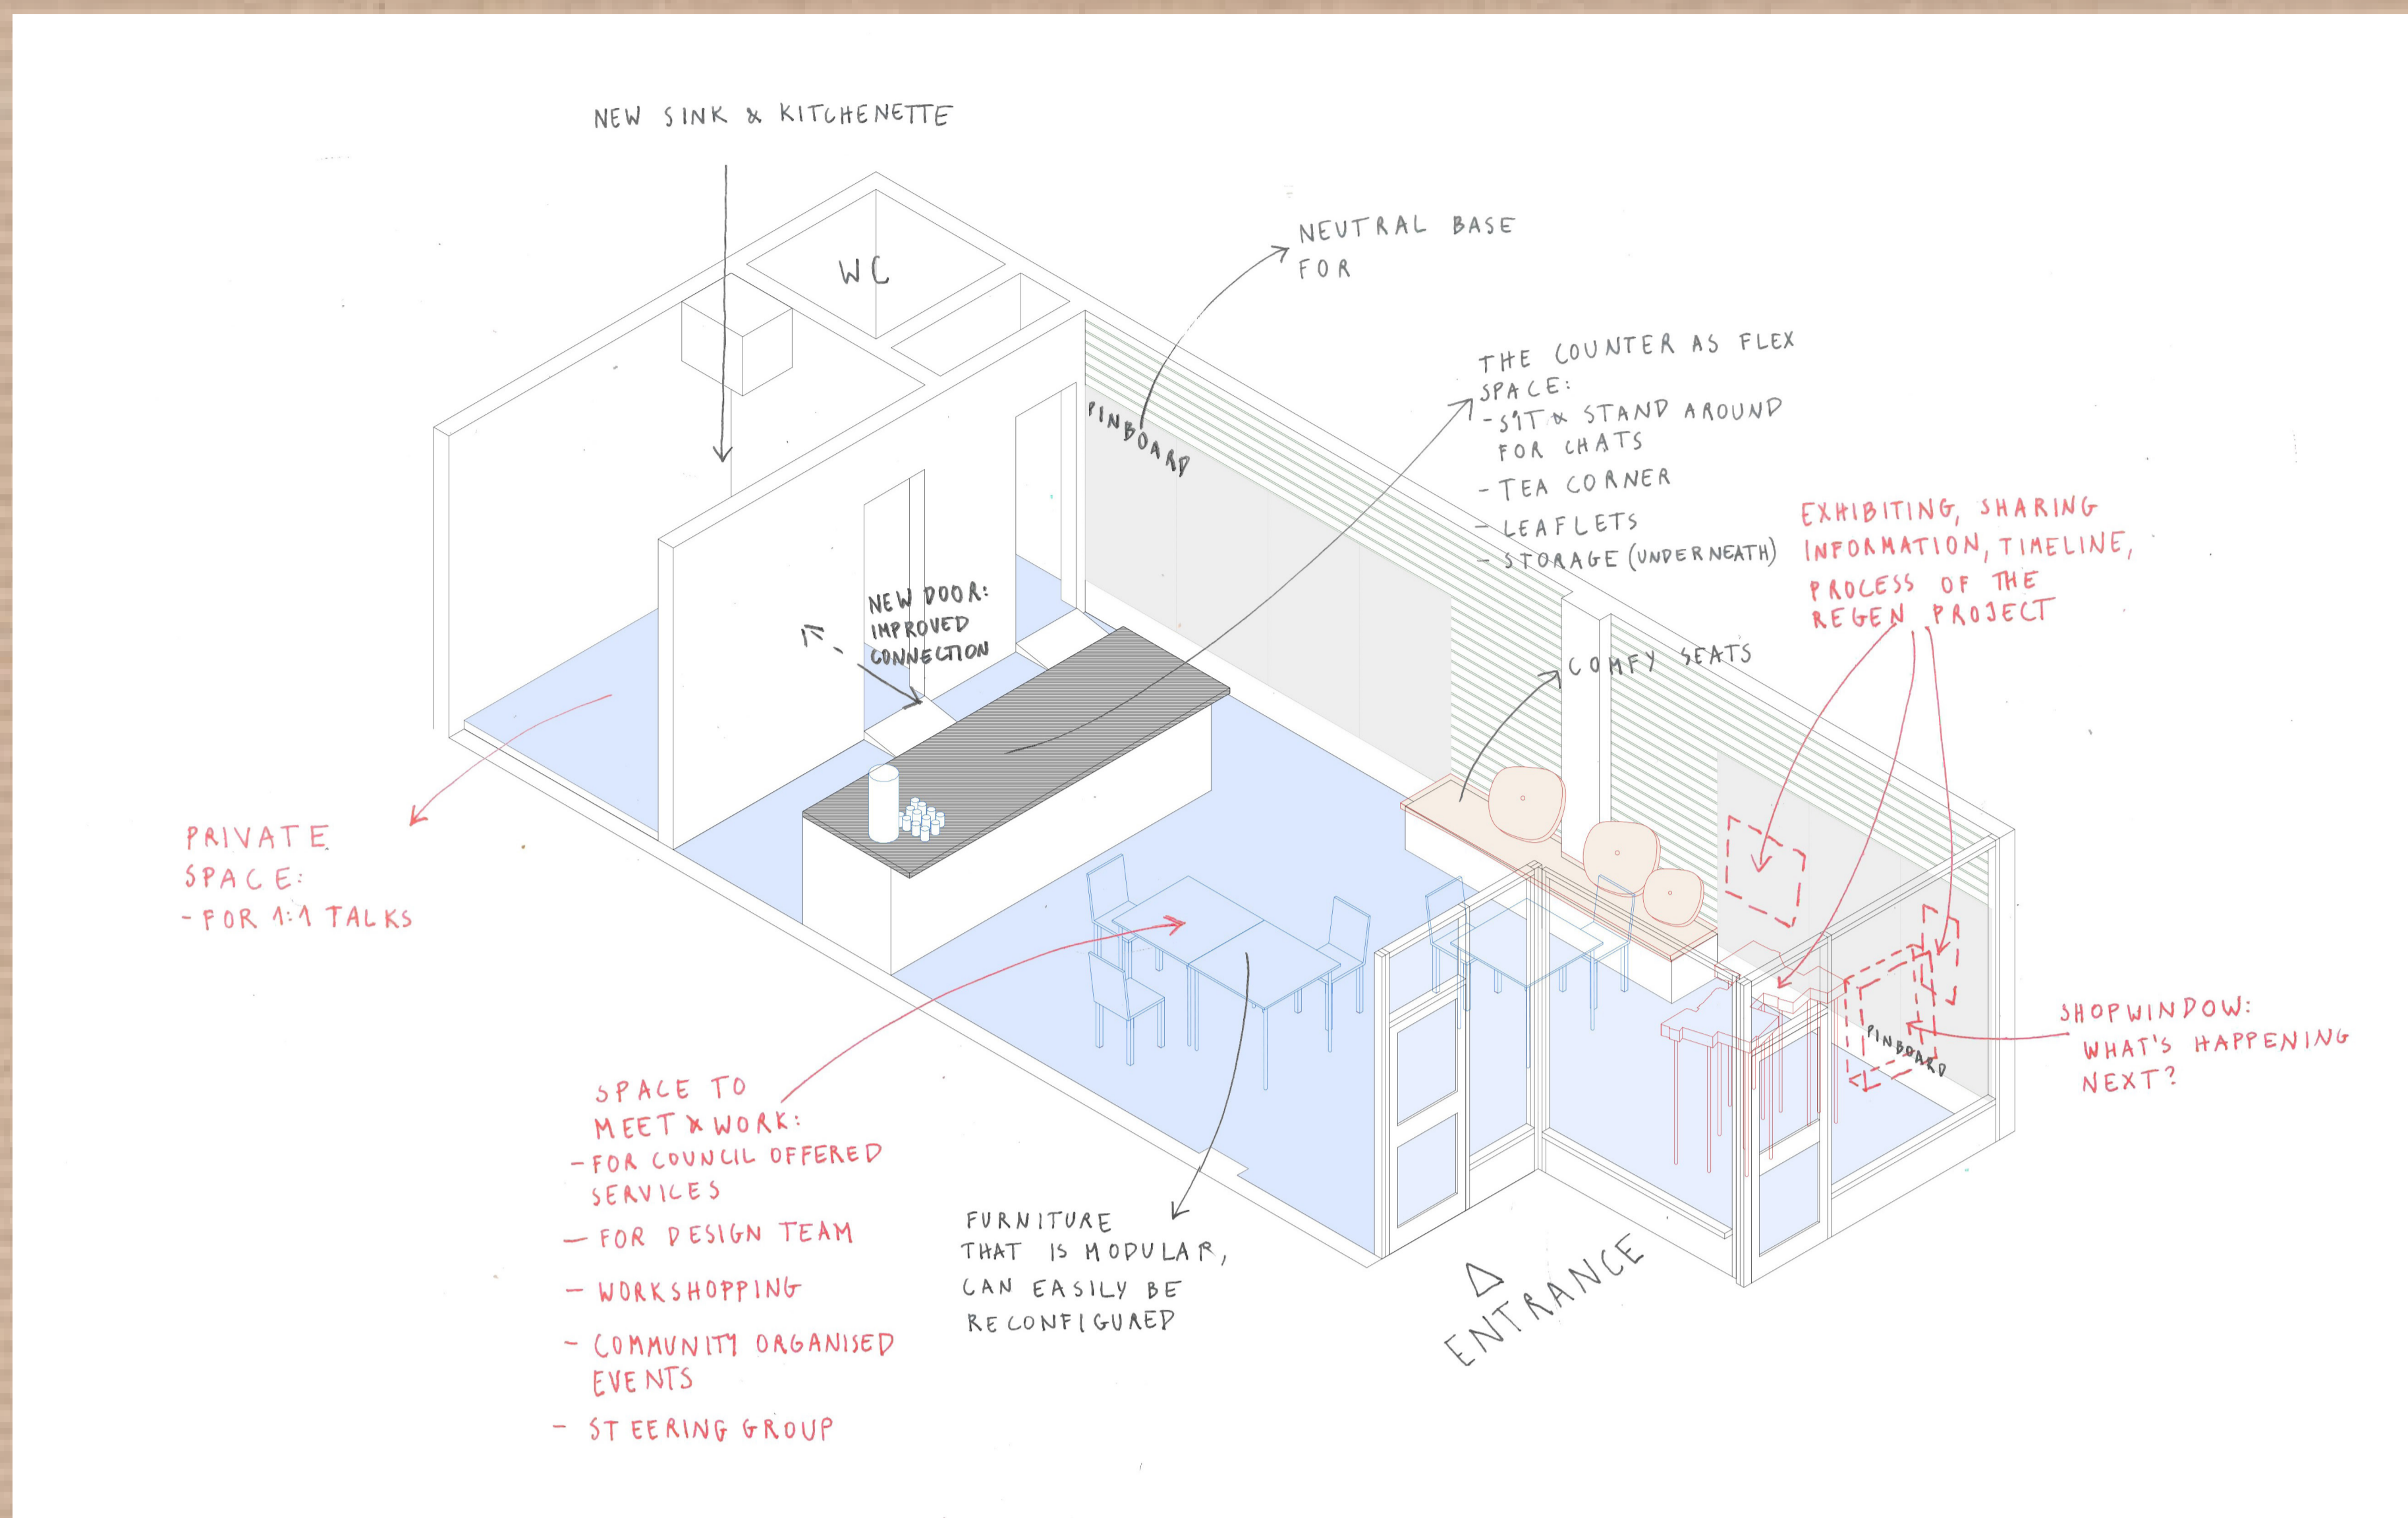 NEW SINK & KITCHENETTE
WC
NEUTRAL BASE
FOR
PINBOARD
THE COUNTER AS FLEX
SPACE:
- SIT & STAND AROUND
FOR CHATS
- TEA CORNER
- LEAFLETS
- STORAGE (UNDERNEATH)
EXHIBITING, SHARING
INFORMATION, TIMELINE,
PROCESS OF THE
REGEN PROJECT
NEW DOOR:
IMPROVED
CONNECTION
COMFY SEATS
PRIVATE
SPACE:
- FOR 1:1 TALKS
SHOPWINDOW:
WHAT'S HAPPENING
NEXT?
PINBOARD
SPACE TO
MEET & WORK:
- FOR COUNCIL OFFERED
SERVICES
- FOR DESIGN TEAM
- WORKSHOPPING
- COMMUNITY ORGANISED
EVENTS
- STEERING GROUP
FURNITURE
THAT IS MODULAR,
CAN EASILY BE
RECONFIGURED
ENTRANCE